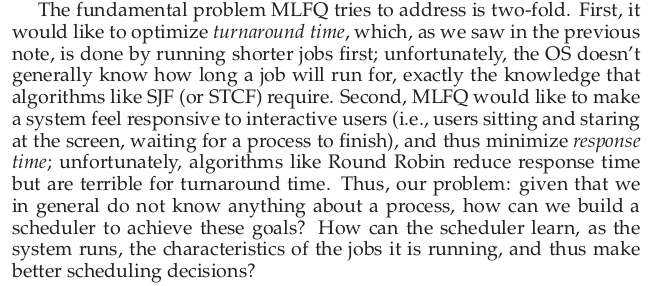 The fundamental problem MLFQ tries to address is two-fold. First, it
would like to optimize turnaround time, which, as we saw in the previous
note, is done by running shorter jobs first; unfortunately, the OS doesn't
generally know how long a job will run for, exactly the knowledge that
algorithms like SJF (or STCF) require. Second, MLFQ would like to make
a system feel responsive to interactive users (i.e., users sitting and staring
at the screen, waiting for a process to finish), and thus minimize response
time; unfortunately, algorithms like Round Robin reduce response time
but are terrible for turnaround time. Thus, our problem: given that we
in general do not know anything about a process, how can we build a
scheduler to achieve these goals? How can the scheduler learn, as the
system runs, the characteristics of the jobs it is running, and thus make
better scheduling decisions?